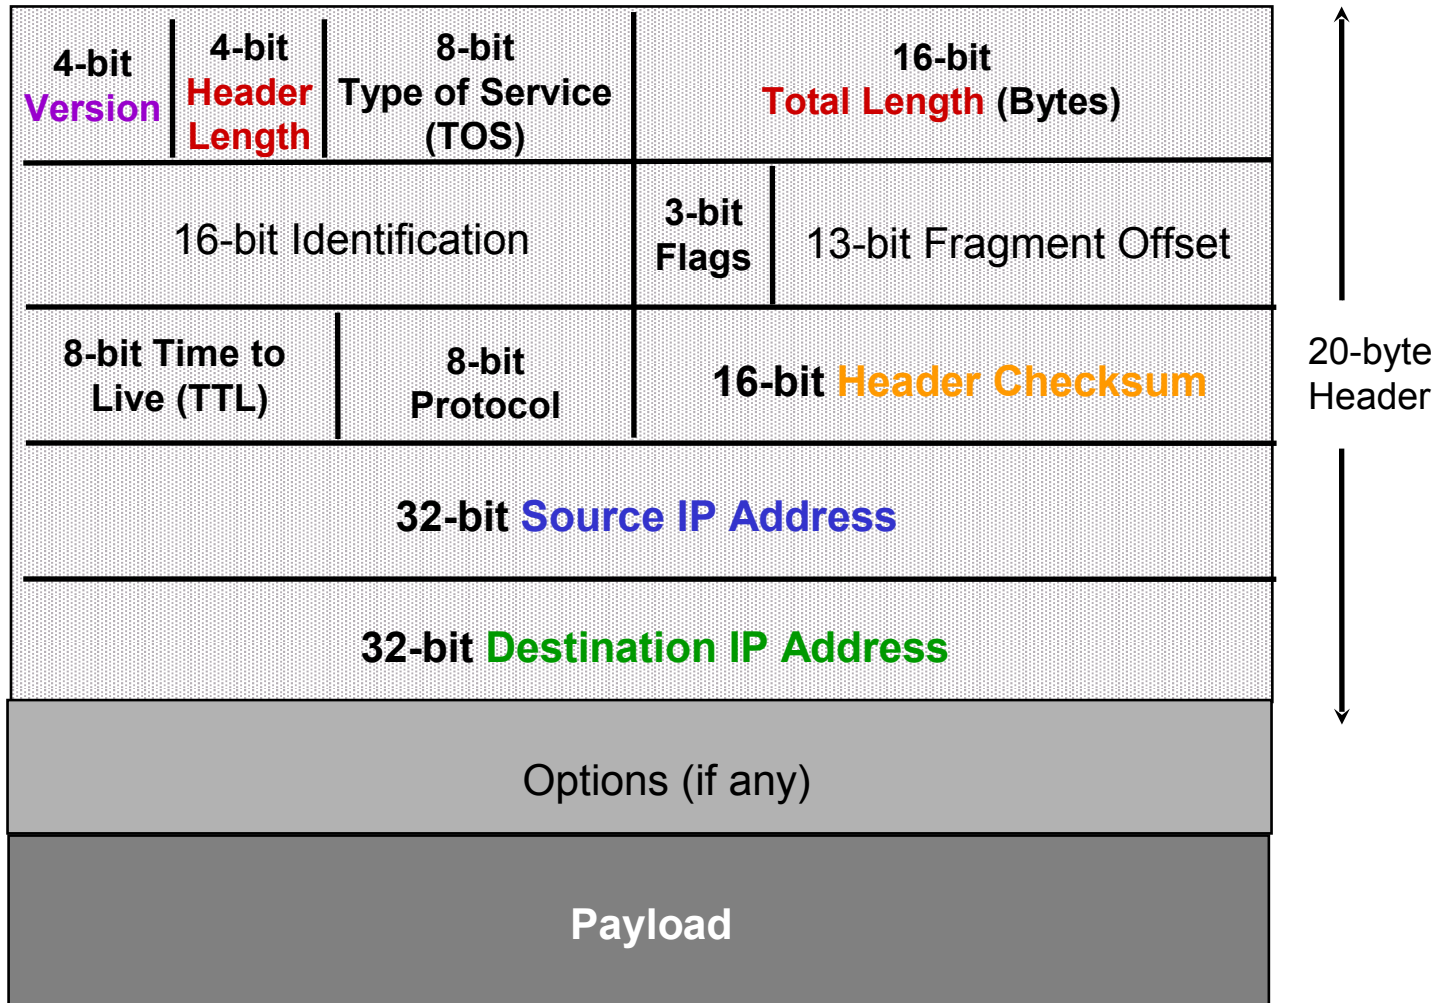 4-bit
Version
4-bit
Header
Length
8-bit
Type of Service
(TOS)
16-bit
Total Length (Bytes)
16-bit Identification
3-bit
Flags
13-bit Fragment Offset
8-bit Time to
Live (TTL)
8-bit
Protocol
16-bit Header Checksum
20-byte
Header
32-bit Source IP Address
32-bit Destination IP Address
Options (if any)
Payload